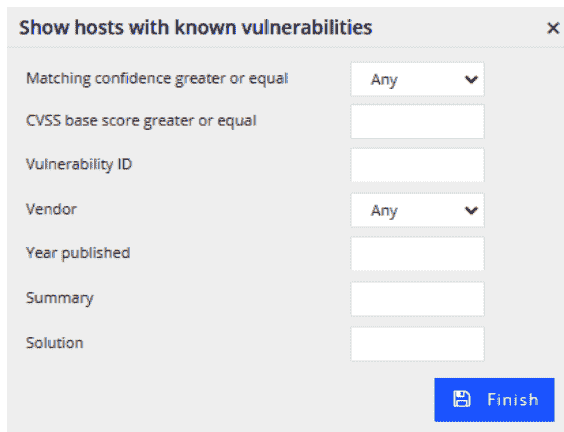 Show hosts with known vulnerabilities
Matching confidence greater or equal Any
CVSS base score greater or equal
Vulnerability ID
Vendor Any
Year published
Summary
Solution
Finish